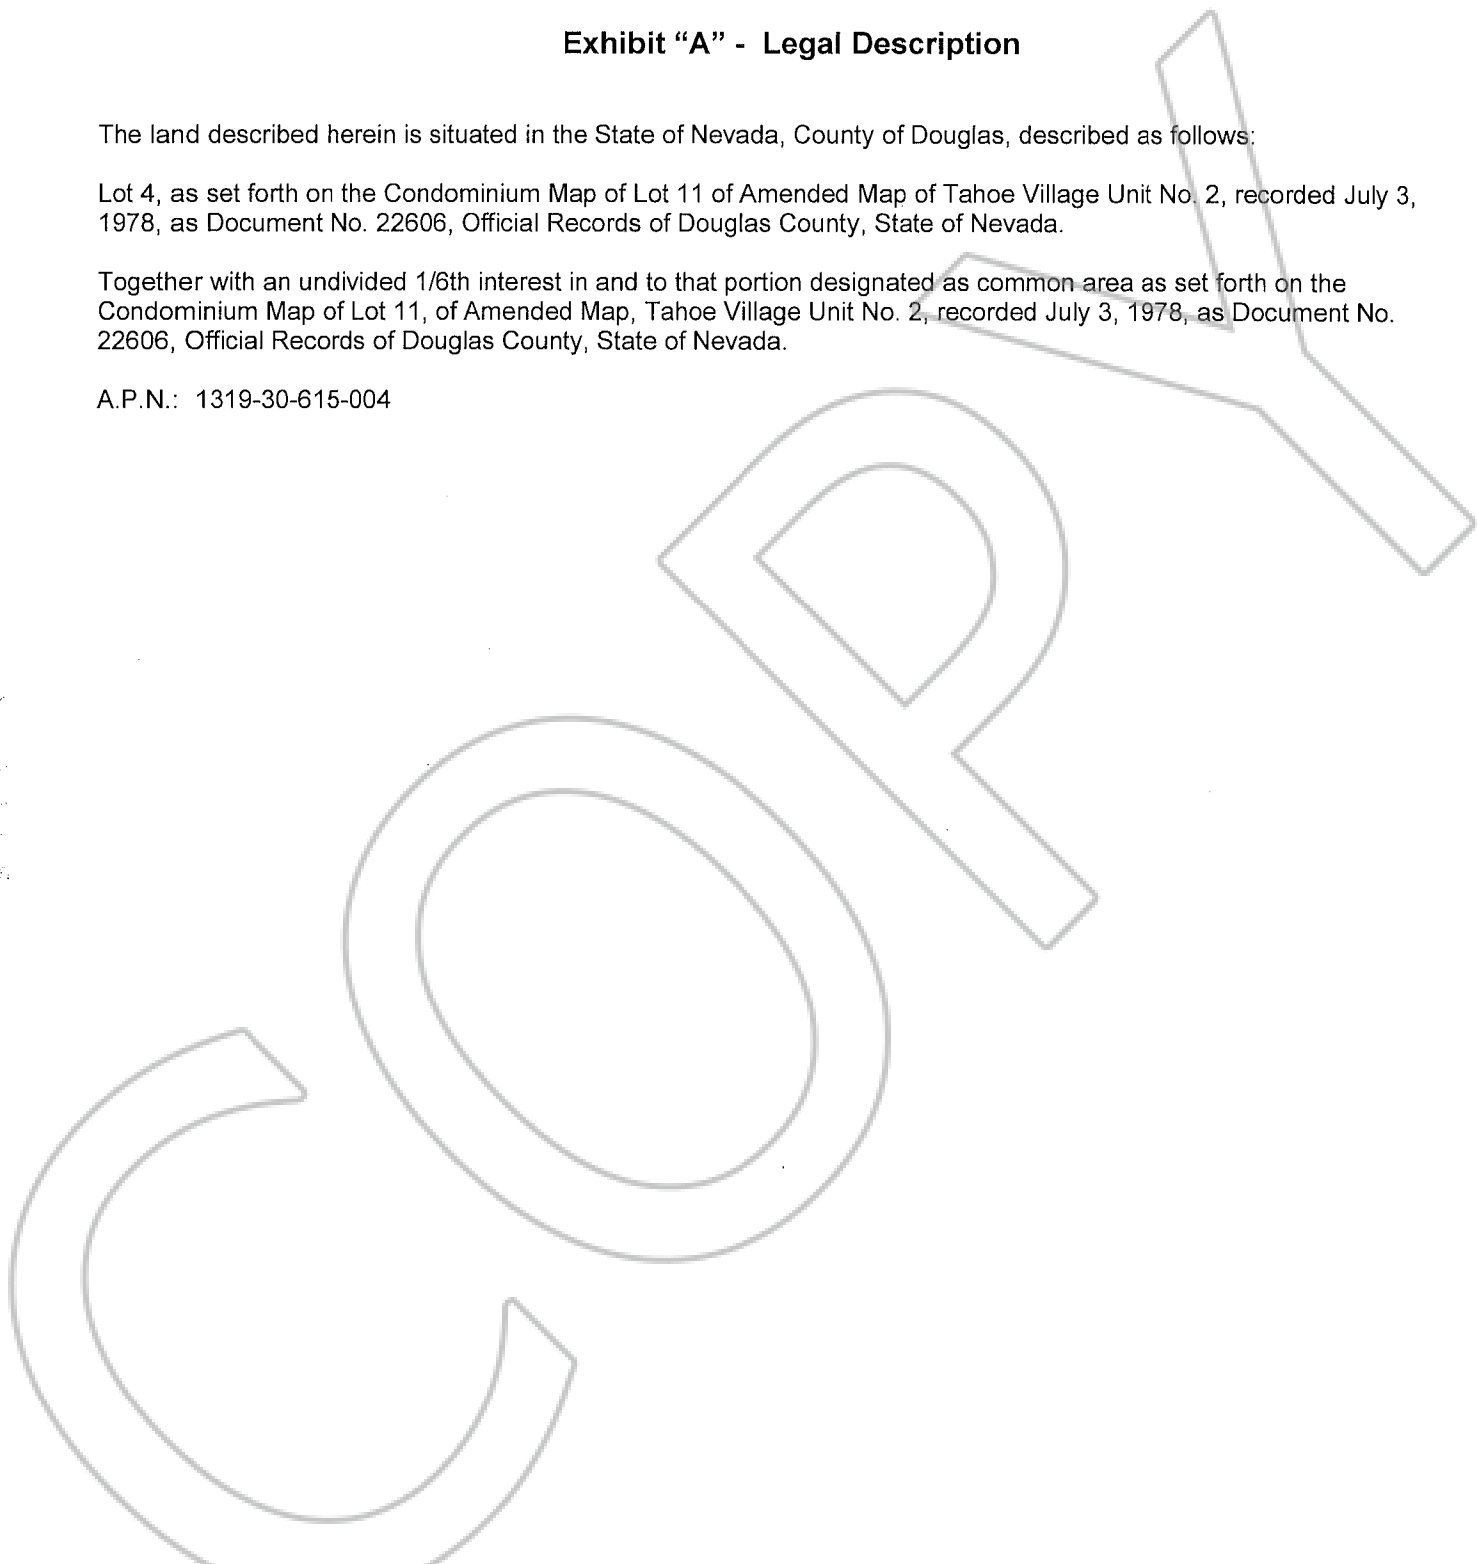 Exhibit “A” - Legal Description
The land described herein is situated in the State of Nevada, County of Douglas, described as follows:
Lot 4, as set forth on the Condominium Map of Lot 11 of Amended Map of Tahoe Village Unit No. 2, recorded July 3,
1978, as Document No. 22606, Official Records of Douglas County, State of Nevada.
Together with an undivided 1/6th interest in and to that portion designated as common area as set forth on the
Condominium Map of Lot 11, of Amended Map, Tahoe Village Unit No. 2, recorded July 3, 1978, as Document No.
22606, Official Records of Douglas County, State of Nevada.
A.P.N.: 1319-30-615-004
COPY